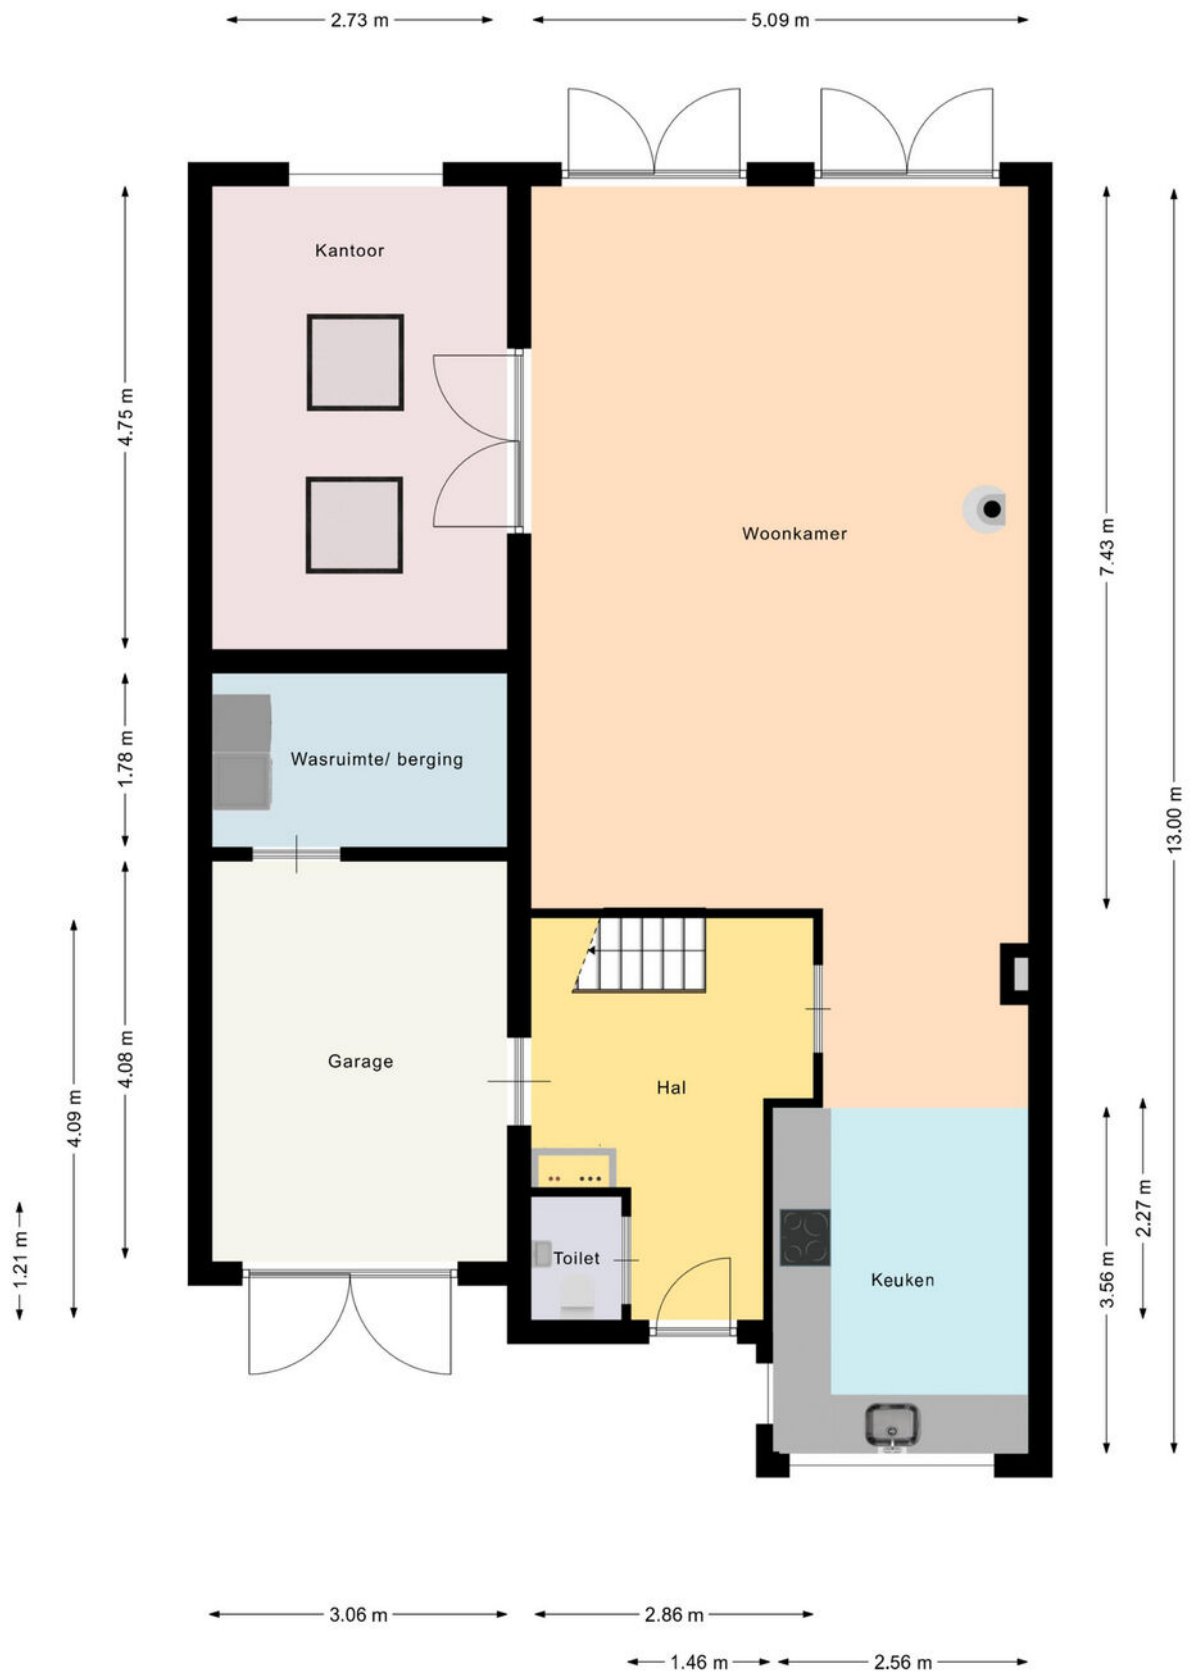 2.73 m
5.09 m
Kantoor
4.75 m
7.43 m
Woonkamer
1.78 m
Wasruimte/ berging
13.00 m
Garage
4.08 m
Hal
4.09 m
1.21 m
Toilet
Keuken
2.27 m
3.56 m
3.06 m
2.86 m
1.46 m
2.56 m